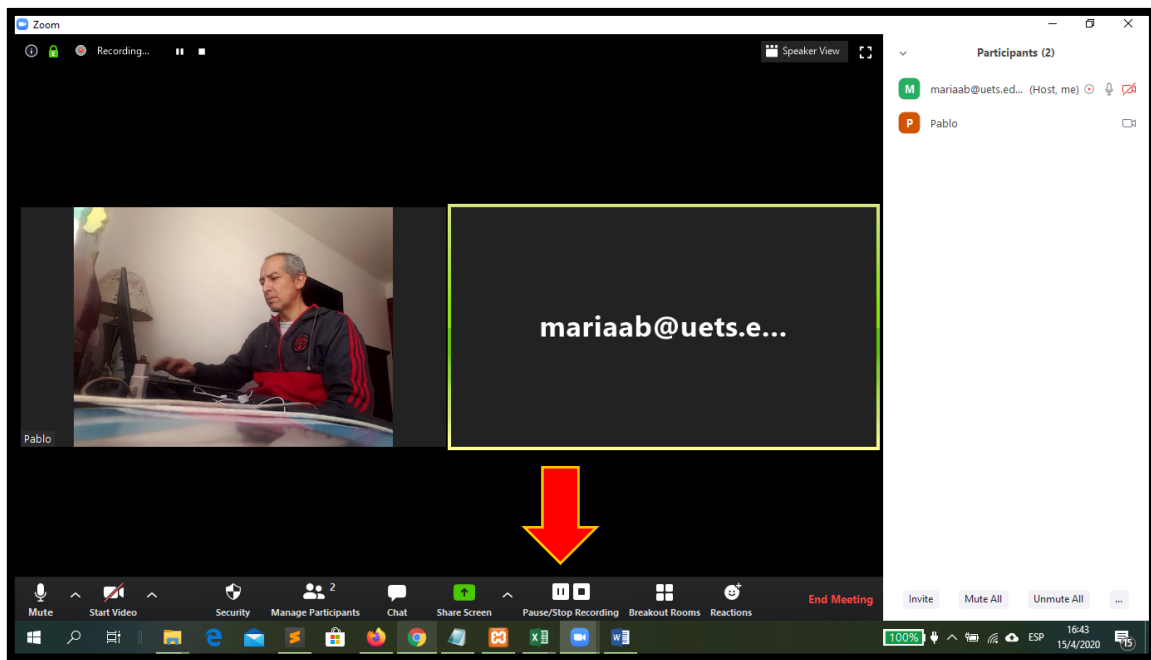 Zoom
Recording...
Speaker View
Participants (2)
M mariaab@uets.ed... (Host, me)
P Pablo
mariaab@uets.e...
Pablo
2
Mute Start Video Security Manage Participants Chat Share Screen Pause/Stop Recording Breakout Rooms Reactions End Meeting
Invite Mute All Unmute All ...
100% ESP 16:43
15/4/2020 15